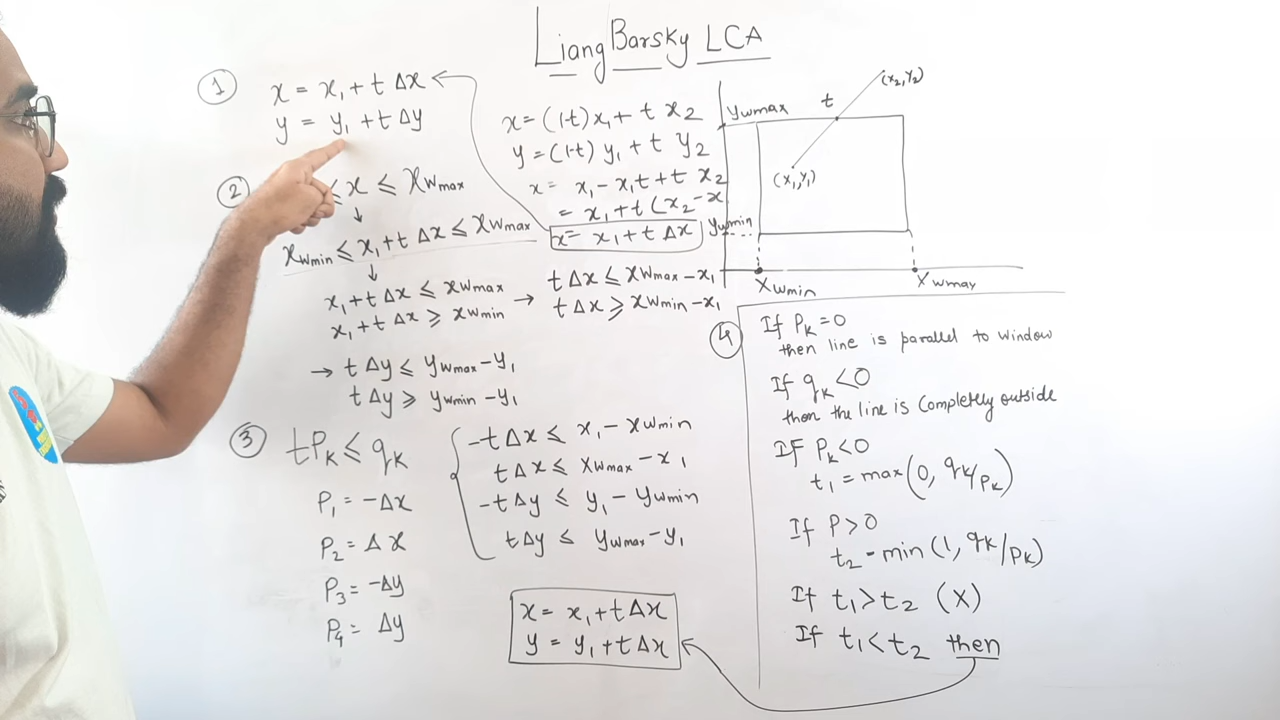 Liang Barsky LCA
① x = x₁ + t Δx
y = y₁ + t Δy
x = (1-t) x₁ + t x₂
y = (1-t) y₁ + t y₂
x = x₁ - x₁t + t x₂
= x₁ + t (x₂ - x
x = x₁ + t Δx
② ≤ x ≤ xwmax
↓
xwmin ≤ x₁ + t Δx ≤ xwmax
↓
x₁ + t Δx ≤ xwmax
x₁ + t Δx ≥ xwmin
→ t Δx ≤ xwmax - x₁
t Δx ≥ xwmin - x₁
→ t Δy ≤ ywmax - y₁
t Δy ≥ ywmin - y₁
③ tPK ≤ qK
P₁ = -Δx
P₂ = Δx
P₃ = -Δy
P₄ = Δy
-t Δx ≤ x₁ - xwmin
t Δx ≤ xwmax - x₁
-t Δy ≤ y₁ - ywmin
t Δy ≤ ywmax - y₁
x = x₁ + t Δx
y = y₁ + t Δx
(x₂, y₂)
t
ywmax
(x₁, y₁)
ywmin
xwmin
xwmax
④ If PK = 0
then line is parallel to window
If qK < 0
then the line is Completely outside
IF PK < 0
t₁ = max(0, qK/PK)
If P > 0
t₂ - min(1, qK/PK)
If t₁ > t₂ (X)
If t₁ < t₂ then